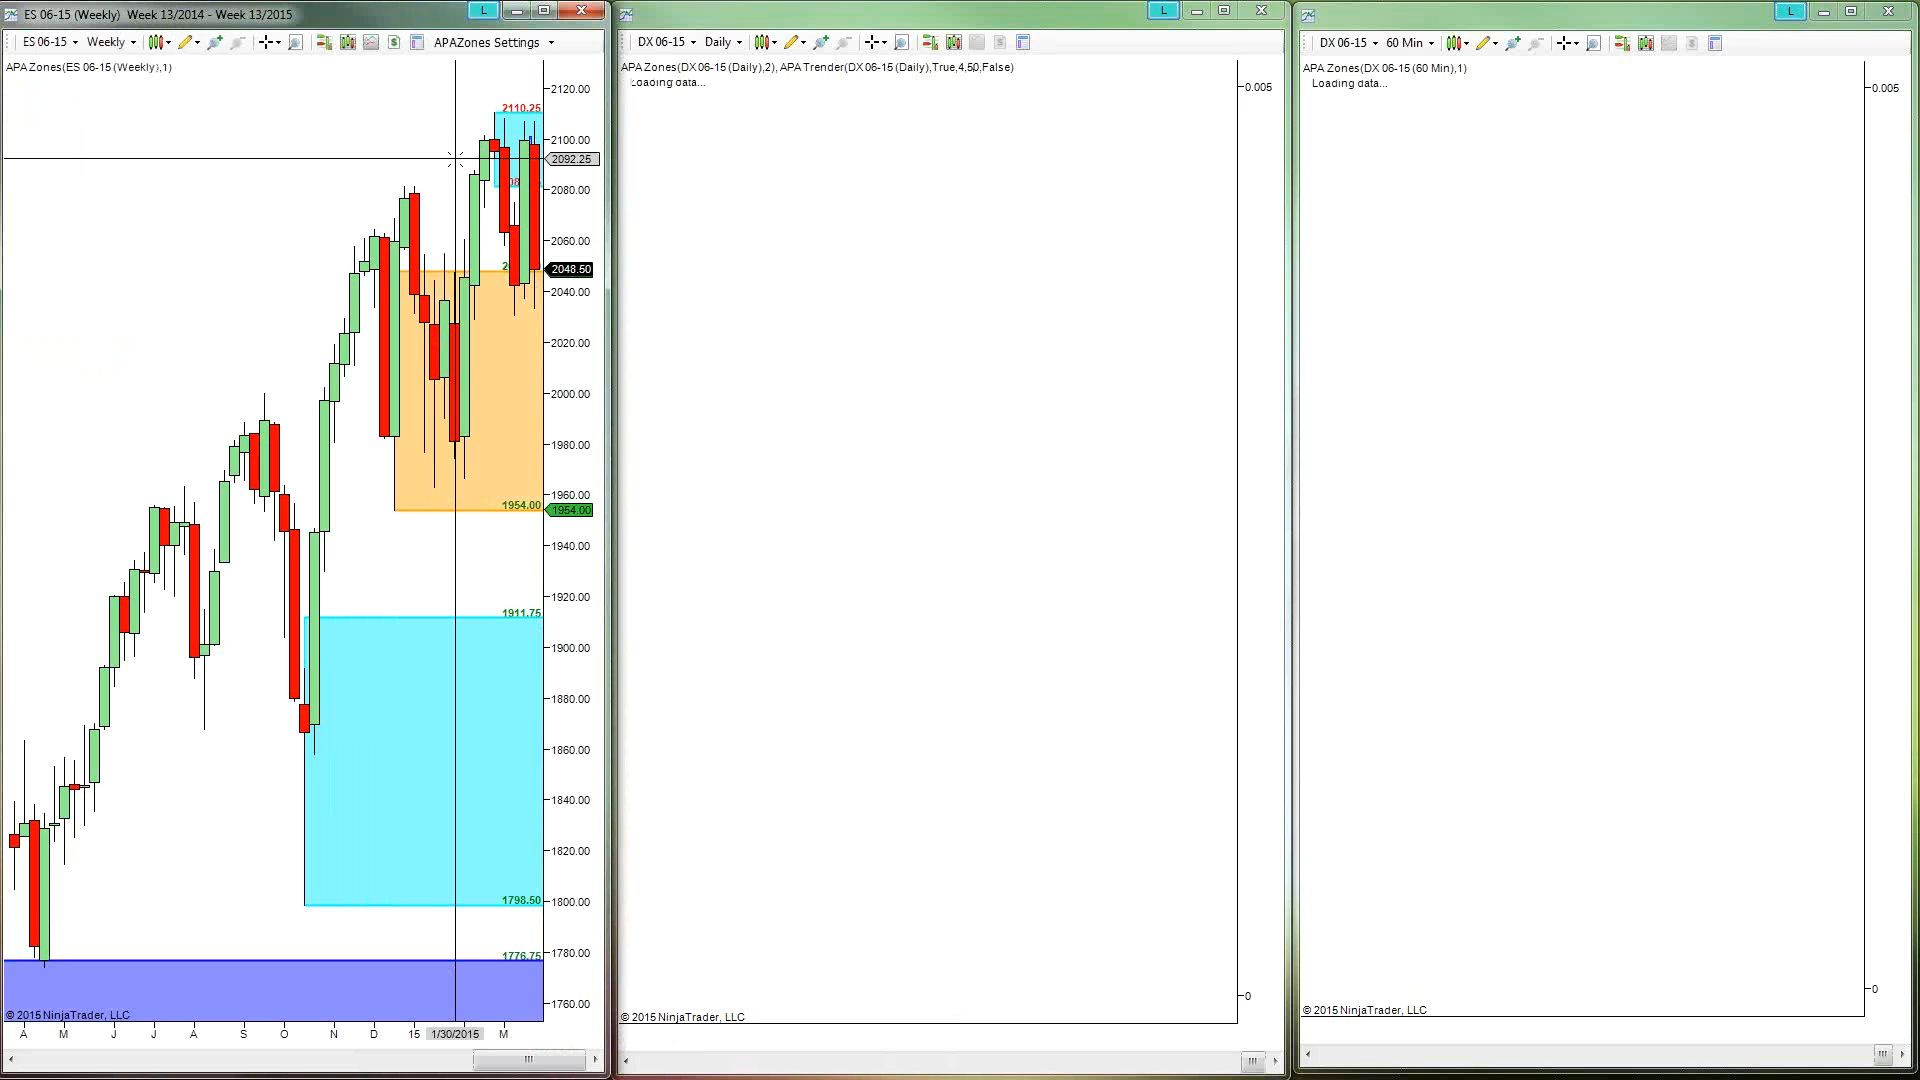 ES 06-15 (Weekly)  Week 13/2014 - Week 13/2015
L
L
L
ES 06-15 Weekly APAZones Settings
DX 06-15 Daily
DX 06-15 60 Min
APA Zones(ES 06-15 (Weekly),1)
APA Zones(DX 06-15 (Daily),2), APA Trender(DX 06-15 (Daily),True,4,50,False)
Loading data...
APA Zones(DX 06-15 (60 Min),1)
Loading data...
2120.00
2110.25
2100.00
2092.25
2080.00
2060.00
2048.50
2040.00
2020.00
2000.00
1980.00
1960.00
1954.00
1954.00
1940.00
1920.00
1911.75
1900.00
1880.00
1860.00
1840.00
1820.00
1798.50
1800.00
1776.75
1780.00
1760.00
0.005
0
0.005
0
© 2015 NinjaTrader, LLC
© 2015 NinjaTrader, LLC
© 2015 NinjaTrader, LLC
A M J J A S O N D 15 1/30/2015 M